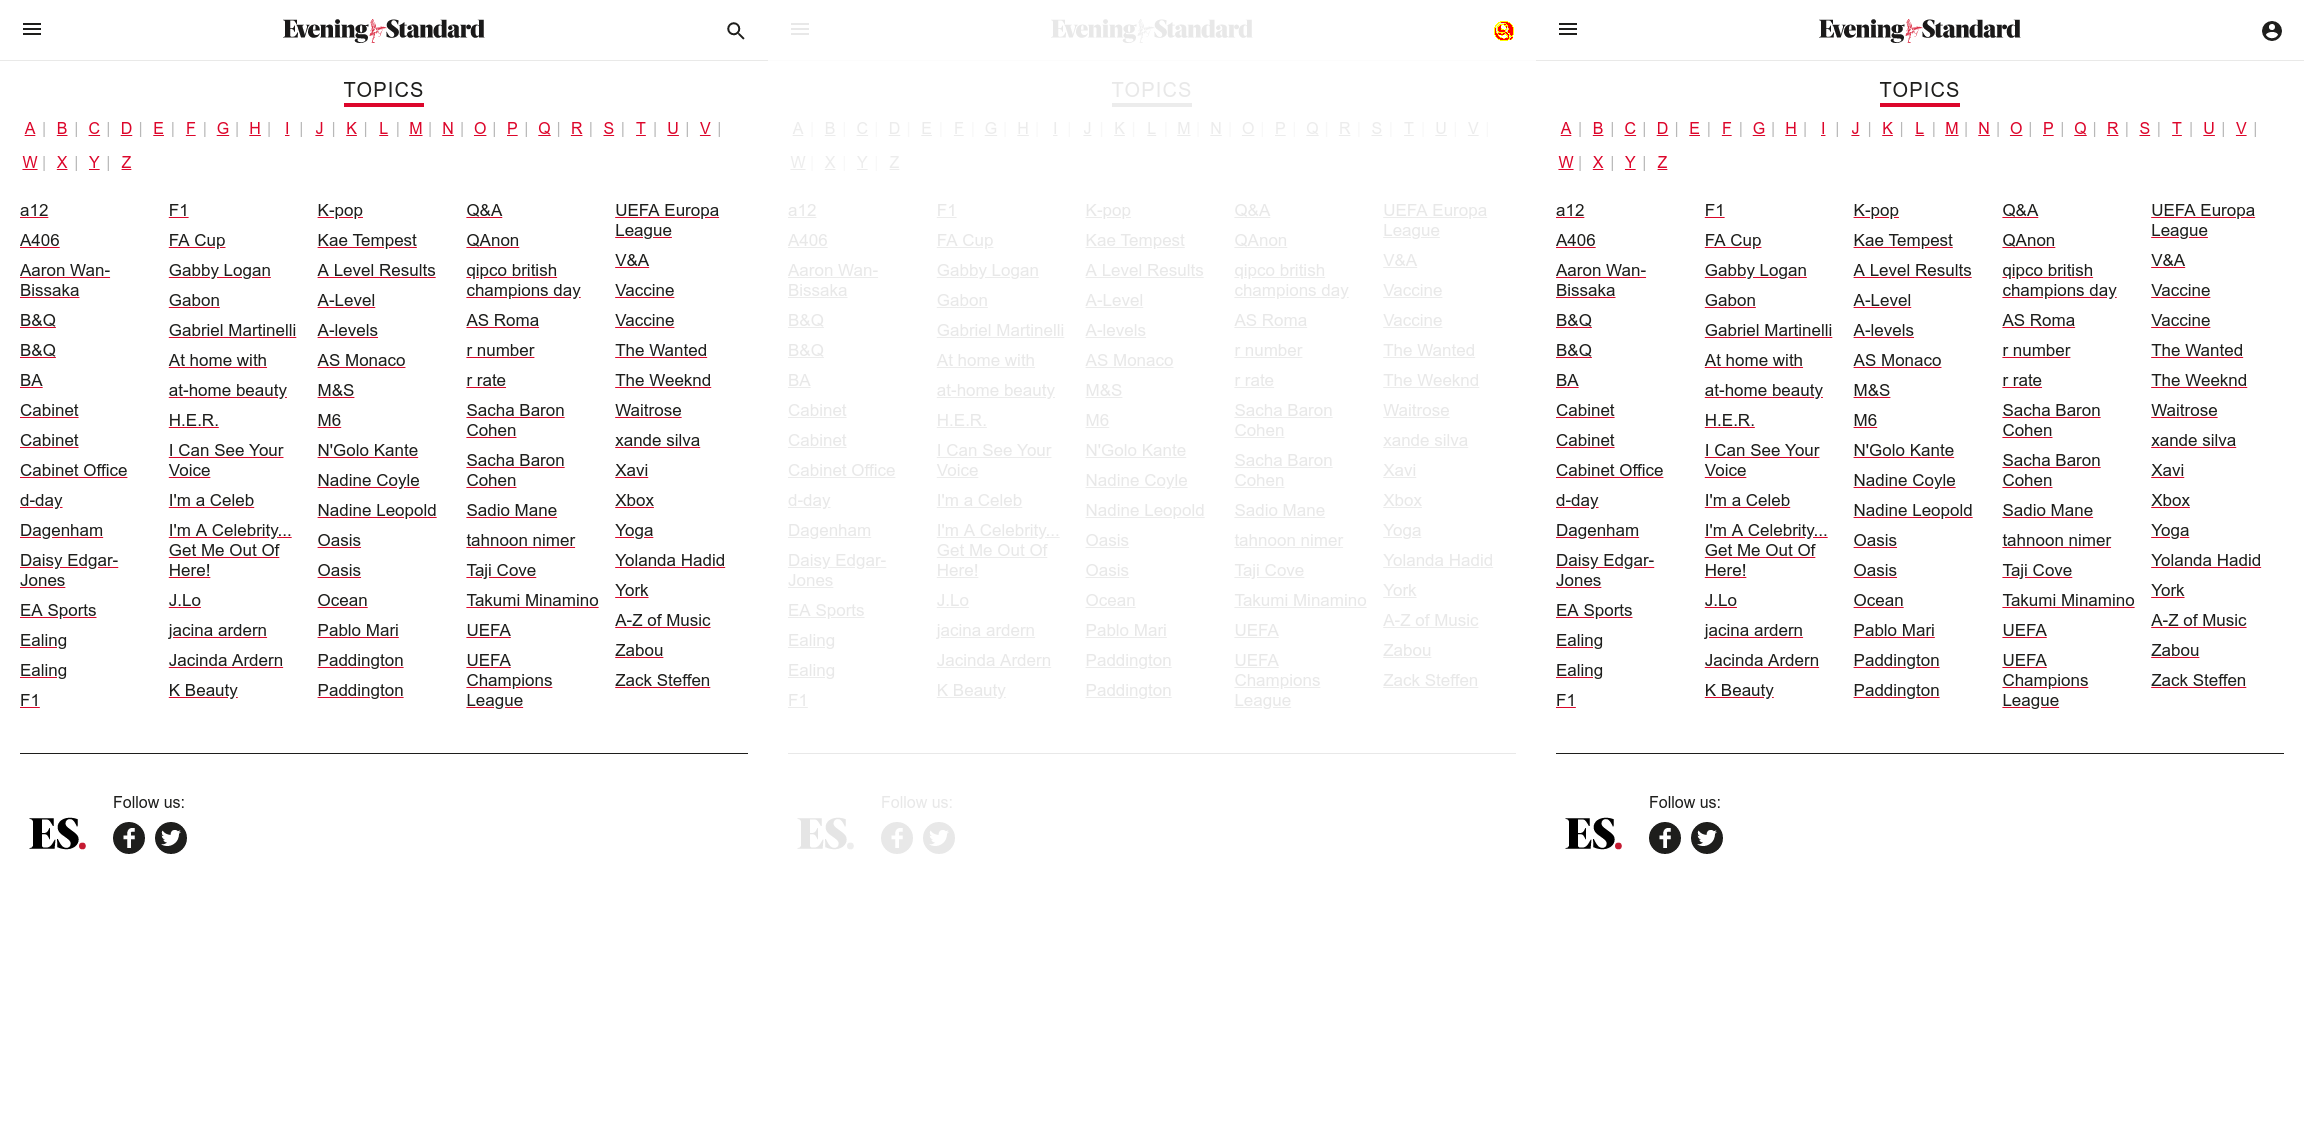 Evening Standard
TOPICS
A | B | C | D | E | F | G | H | I | J | K | L | M | N | O | P | Q | R | S | T | U | V |
W | X | Y | Z
a12
A406
Aaron Wan-
Bissaka
B&Q
B&Q
BA
Cabinet
Cabinet
Cabinet Office
d-day
Dagenham
Daisy Edgar-
Jones
EA Sports
Ealing
Ealing
F1
F1
FA Cup
Gabby Logan
Gabon
Gabriel Martinelli
At home with
at-home beauty
H.E.R.
I Can See Your
Voice
I'm a Celeb
I'm A Celebrity...
Get Me Out Of
Here!
J.Lo
jacina ardern
Jacinda Ardern
K Beauty
K-pop
Kae Tempest
A Level Results
A-Level
A-levels
AS Monaco
M&S
M6
N'Golo Kante
Nadine Coyle
Nadine Leopold
Oasis
Oasis
Ocean
Pablo Mari
Paddington
Paddington
Q&A
QAnon
qipco british
champions day
AS Roma
r number
r rate
Sacha Baron
Cohen
Sacha Baron
Cohen
Sadio Mane
tahnoon nimer
Taji Cove
Takumi Minamino
UEFA
UEFA
Champions
League
UEFA Europa
League
V&A
Vaccine
Vaccine
The Wanted
The Weeknd
Waitrose
xande silva
Xavi
Xbox
Yoga
Yolanda Hadid
York
A-Z of Music
Zabou
Zack Steffen
ES.
Follow us:
Evening Standard
TOPICS
A | B | C | D | E | F | G | H | I | J | K | L | M | N | O | P | Q | R | S | T | U | V |
W | X | Y | Z
a12
A406
Aaron Wan-
Bissaka
B&Q
B&Q
BA
Cabinet
Cabinet
Cabinet Office
d-day
Dagenham
Daisy Edgar-
Jones
EA Sports
Ealing
Ealing
F1
F1
FA Cup
Gabby Logan
Gabon
Gabriel Martinelli
At home with
at-home beauty
H.E.R.
I Can See Your
Voice
I'm a Celeb
I'm A Celebrity...
Get Me Out Of
Here!
J.Lo
jacina ardern
Jacinda Ardern
K Beauty
K-pop
Kae Tempest
A Level Results
A-Level
A-levels
AS Monaco
M&S
M6
N'Golo Kante
Nadine Coyle
Nadine Leopold
Oasis
Oasis
Ocean
Pablo Mari
Paddington
Paddington
Q&A
QAnon
qipco british
champions day
AS Roma
r number
r rate
Sacha Baron
Cohen
Sacha Baron
Cohen
Sadio Mane
tahnoon nimer
Taji Cove
Takumi Minamino
UEFA
UEFA
Champions
League
UEFA Europa
League
V&A
Vaccine
Vaccine
The Wanted
The Weeknd
Waitrose
xande silva
Xavi
Xbox
Yoga
Yolanda Hadid
York
A-Z of Music
Zabou
Zack Steffen
ES.
Follow us:
Evening Standard
TOPICS
A | B | C | D | E | F | G | H | I | J | K | L | M | N | O | P | Q | R | S | T | U | V |
W | X | Y | Z
a12
A406
Aaron Wan-
Bissaka
B&Q
B&Q
BA
Cabinet
Cabinet
Cabinet Office
d-day
Dagenham
Daisy Edgar-
Jones
EA Sports
Ealing
Ealing
F1
F1
FA Cup
Gabby Logan
Gabon
Gabriel Martinelli
At home with
at-home beauty
H.E.R.
I Can See Your
Voice
I'm a Celeb
I'm A Celebrity...
Get Me Out Of
Here!
J.Lo
jacina ardern
Jacinda Ardern
K Beauty
K-pop
Kae Tempest
A Level Results
A-Level
A-levels
AS Monaco
M&S
M6
N'Golo Kante
Nadine Coyle
Nadine Leopold
Oasis
Oasis
Ocean
Pablo Mari
Paddington
Paddington
Q&A
QAnon
qipco british
champions day
AS Roma
r number
r rate
Sacha Baron
Cohen
Sacha Baron
Cohen
Sadio Mane
tahnoon nimer
Taji Cove
Takumi Minamino
UEFA
UEFA
Champions
League
UEFA Europa
League
V&A
Vaccine
Vaccine
The Wanted
The Weeknd
Waitrose
xande silva
Xavi
Xbox
Yoga
Yolanda Hadid
York
A-Z of Music
Zabou
Zack Steffen
ES.
Follow us: